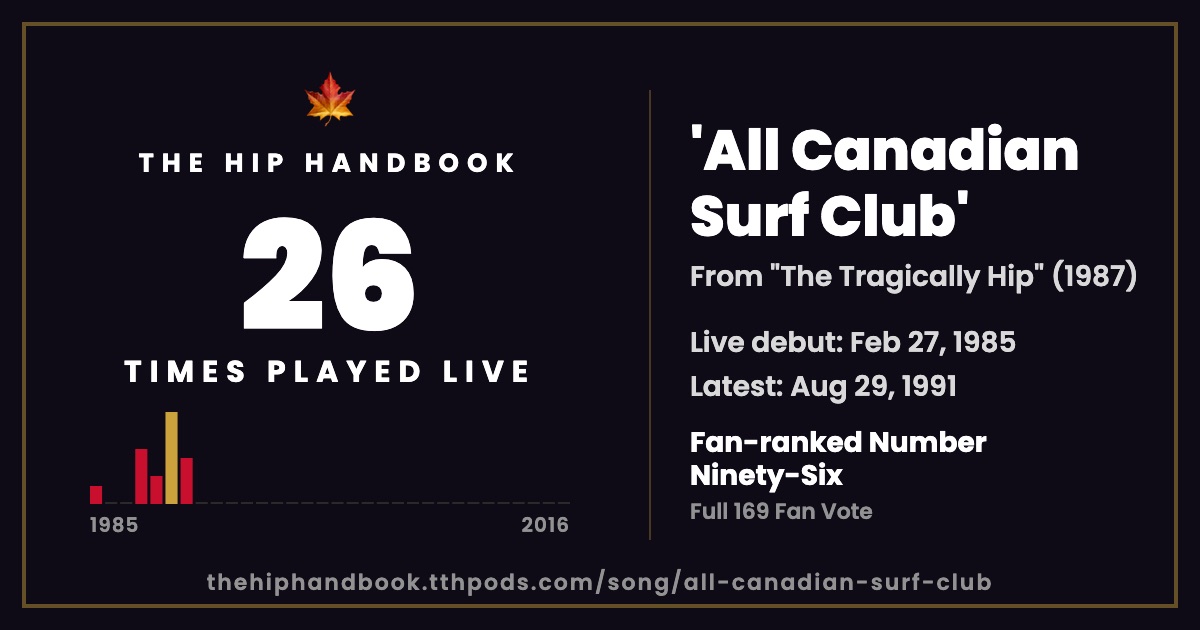 THE HIP HANDBOOK
26
TIMES PLAYED LIVE
1985
2016
'All Canadian
Surf Club'
From "The Tragically Hip" (1987)
Live debut: Feb 27, 1985
Latest: Aug 29, 1991
Fan-ranked Number
Ninety-Six
Full 169 Fan Vote
thehiphandbook.tthpods.com/song/all-canadian-surf-club